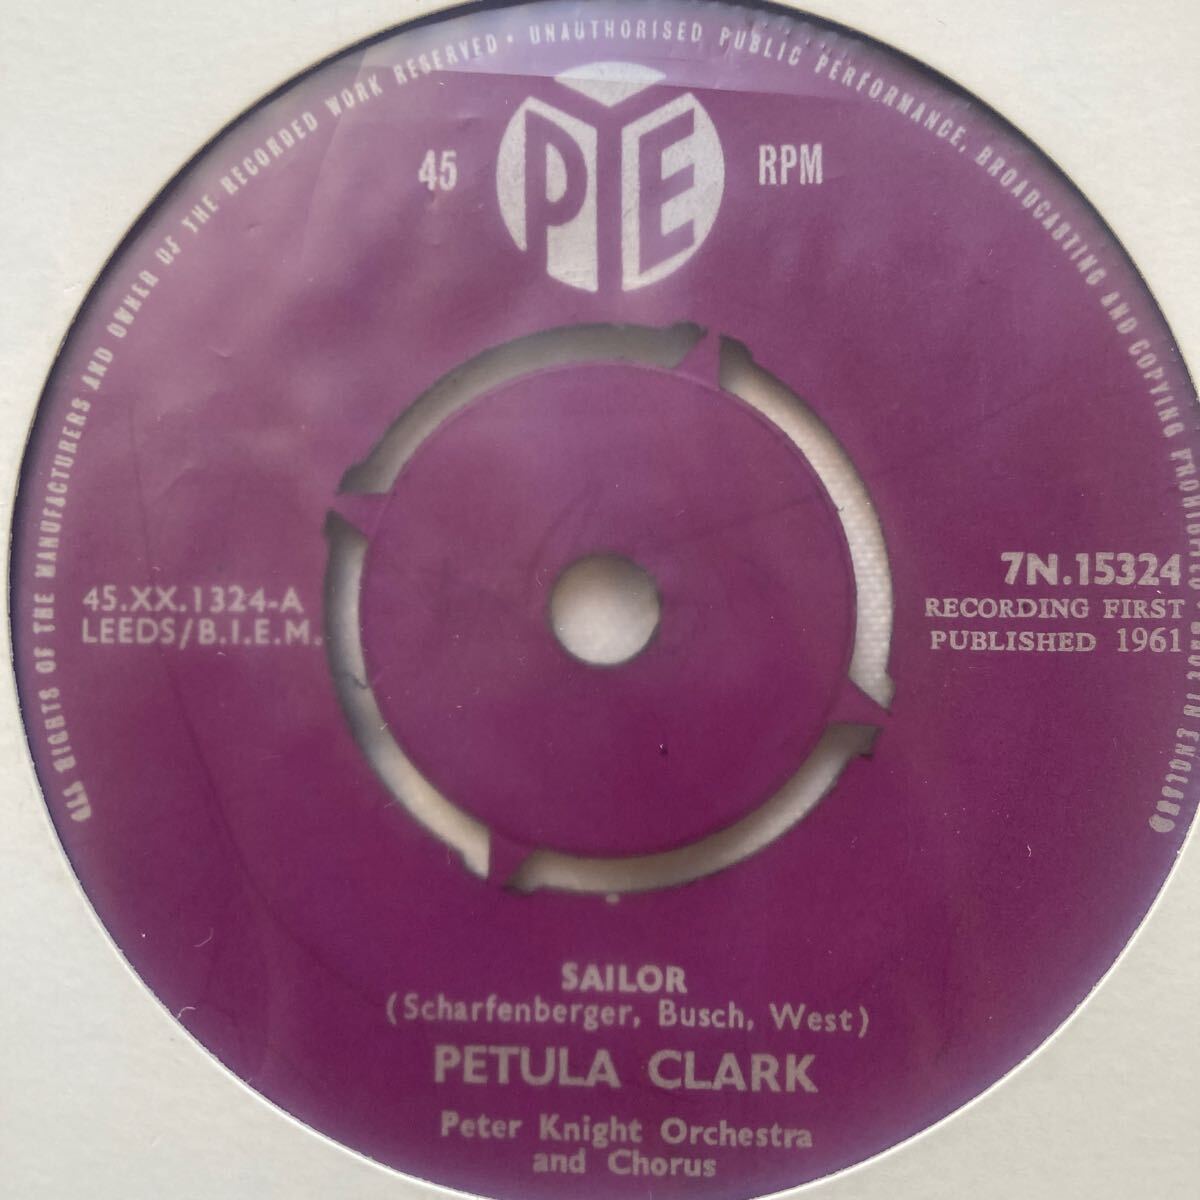 ALL RIGHTS OF THE MANUFACTURERS AND OWNER OF THE RECORDED WORK RESERVED • UNAUTHORISED PUBLIC PERFORMANCE, BROADCASTING AND COPYING PROHIBITED MADE IN ENGLAND
45 PYE RPM
45.XX.1324-A
LEEDS/B.I.E.M.
7N.15324
RECORDING FIRST
PUBLISHED 1961
SAILOR
(Scharfenberger, Busch, West)
PETULA CLARK
Peter Knight Orchestra
and Chorus